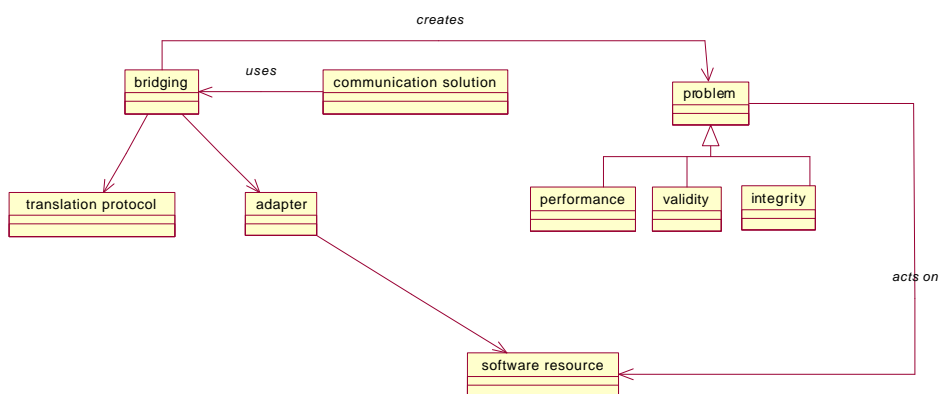 creates
uses
bridging
communication solution
problem
translation protocol
adapter
performance
validity
integrity
acts on
software resource